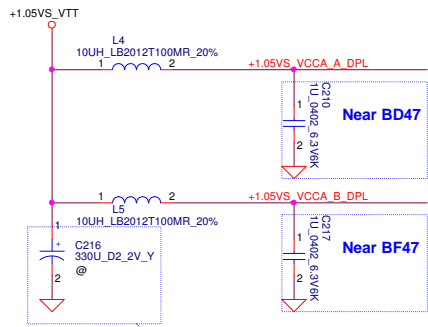 +1.05VS_VTT
L4
10UH_LB2012T100MR_20%
1 2
+1.05VS_VCCA_A_DPL
C210
1U_0402_6.3V6K
1
2
Near BD47
1 2
L5
10UH_LB2012T100MR_20%
+1.05VS_VCCA_B_DPL
C217
1U_0402_6.3V6K
1
2
Near BF47
1
+
C216
330U_D2_2V_Y
@
2